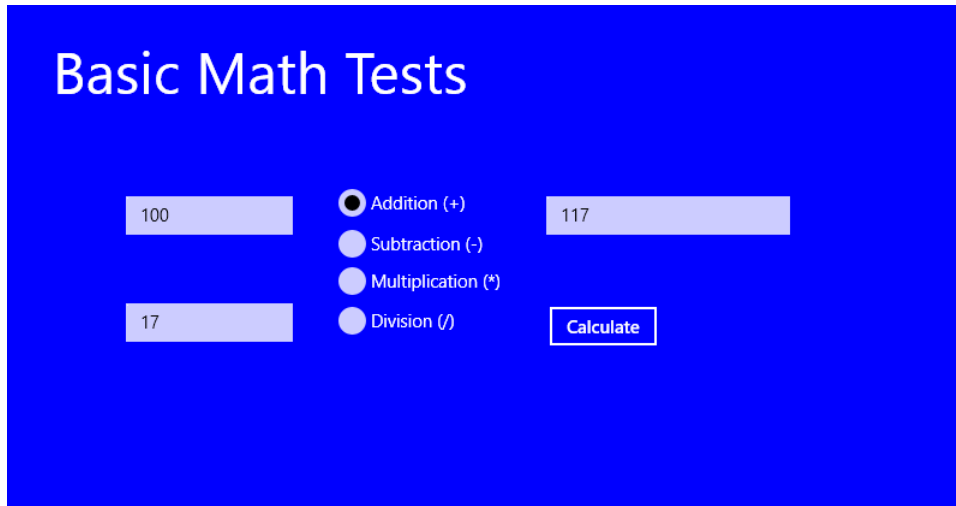 Basic Math Tests
100
Addition (+)
117
Subtraction (-)
Multiplication (*)
17
Division (/)
Calculate